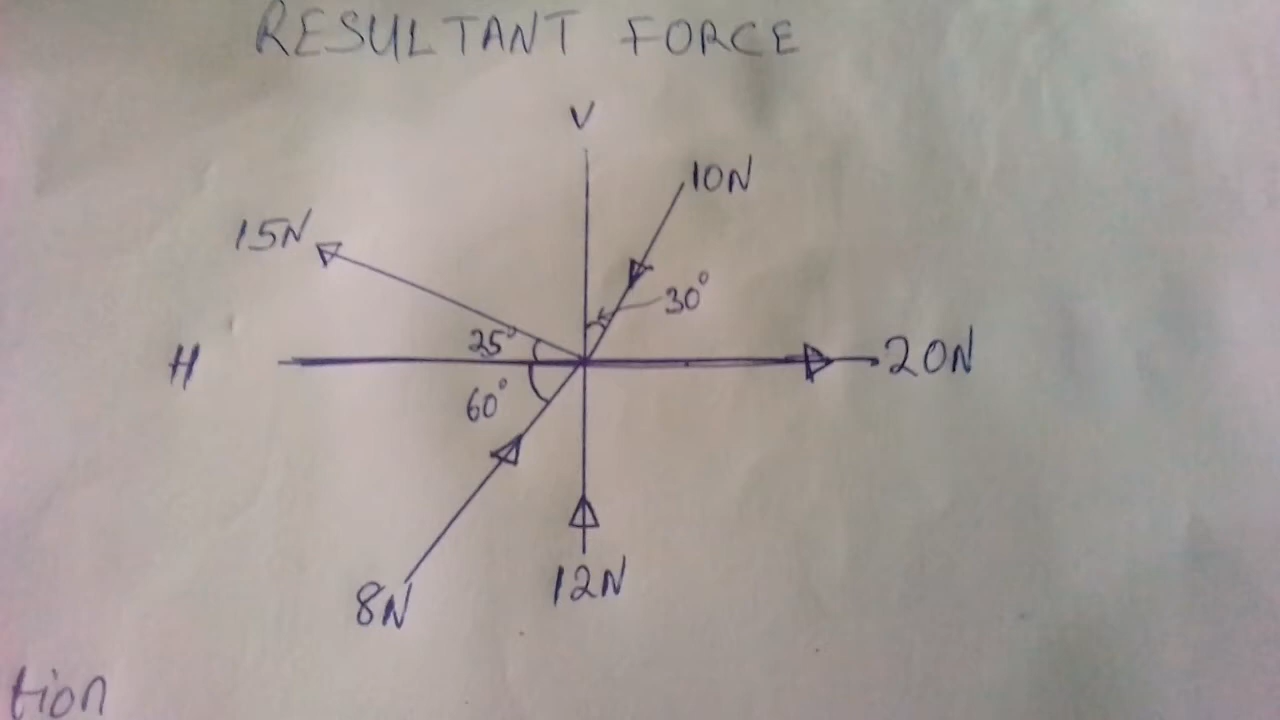 RESULTANT FORCE
V
10N
15N
30°
25°
H
20N
60°
8N
12N
tion